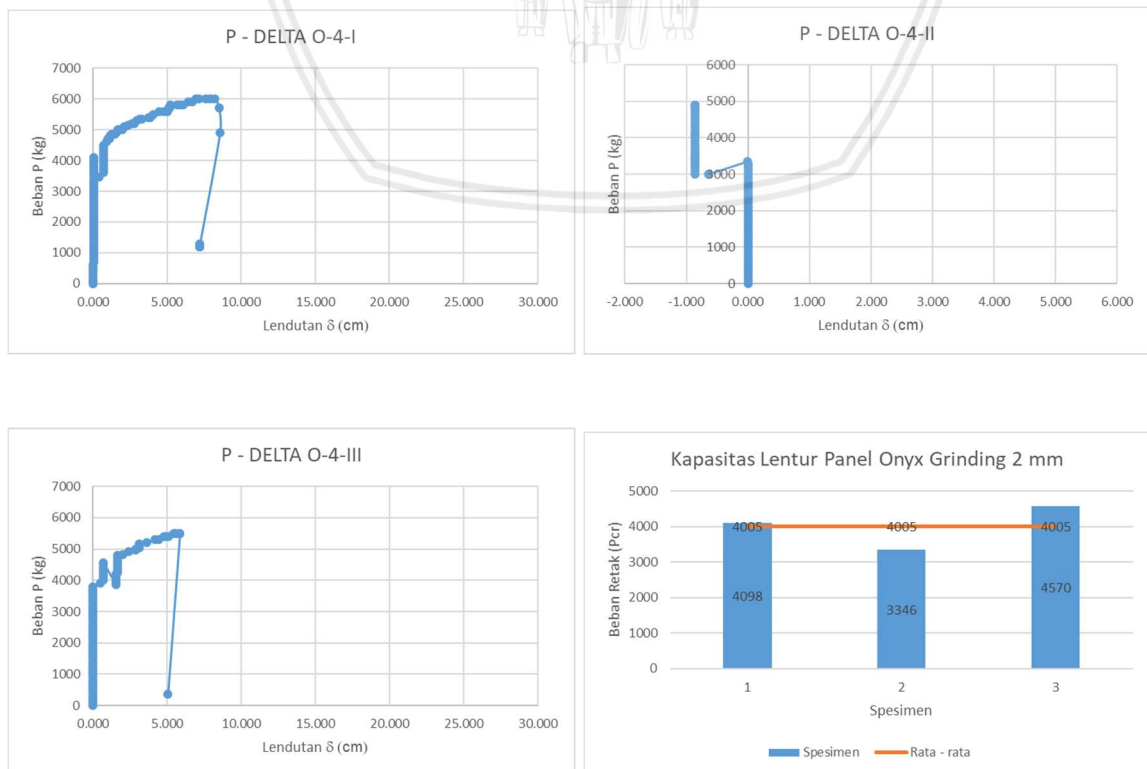 P - DELTA O-4-I
Beban P (kg)
7000
6000
5000
4000
3000
2000
1000
0
0.000 5.000 10.000 15.000 20.000 25.000 30.000
Lendutan δ (cm)
P - DELTA O-4-II
Beban P (kg)
6000
5000
4000
3000
2000
1000
0
-2.000 -1.000 0.000 1.000 2.000 3.000 4.000 5.000 6.000
Lendutan δ (cm)
P - DELTA O-4-III
Beban P (kg)
7000
6000
5000
4000
3000
2000
1000
0
0.000 5.000 10.000 15.000 20.000 25.000 30.000
Lendutan δ (cm)
Kapasitas Lentur Panel Onyx Grinding 2 mm
Beban Retak (Pcr)
5000
4000
3000
2000
1000
0
4005 4005 4005
4098 3346 4570
1 2 3
Spesimen
Spesimen Rata - rata